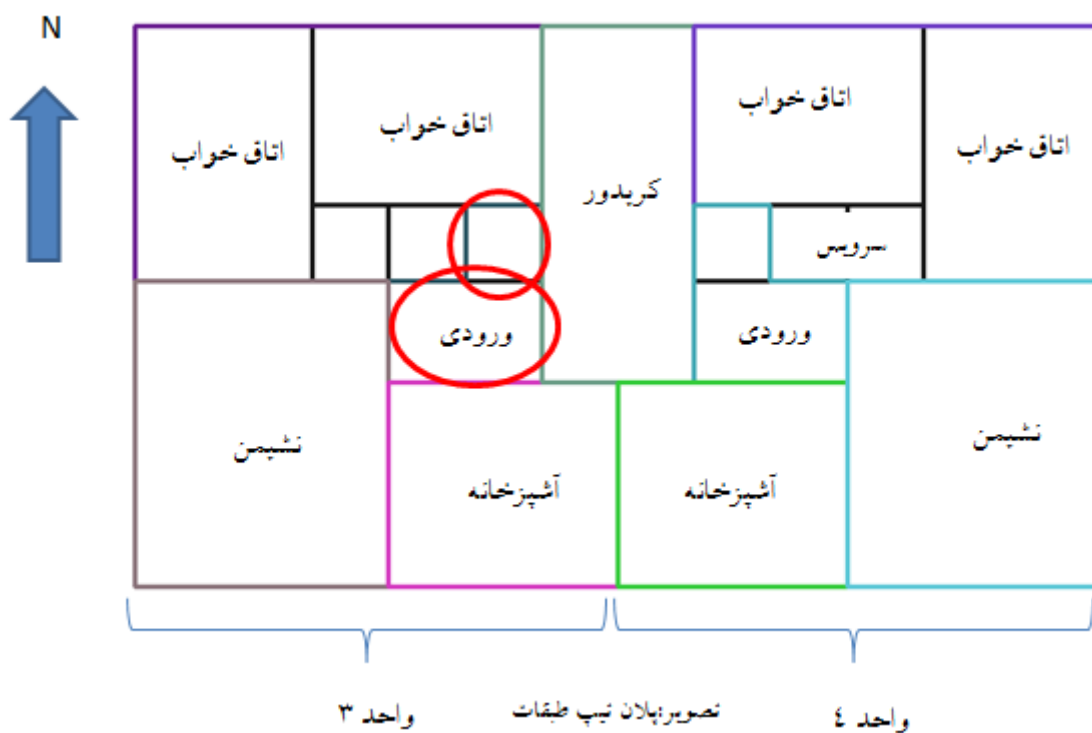 N
اتاق خواب
اتاق خواب
اتاق خواب
اتاق خواب
کریدور
سرویس
ورودی
ورودی
نشیمن
نشیمن
آشپزخانه
آشپزخانه
واحد ٤
تصویر:پلان تیپ طبقات
واحد ٣